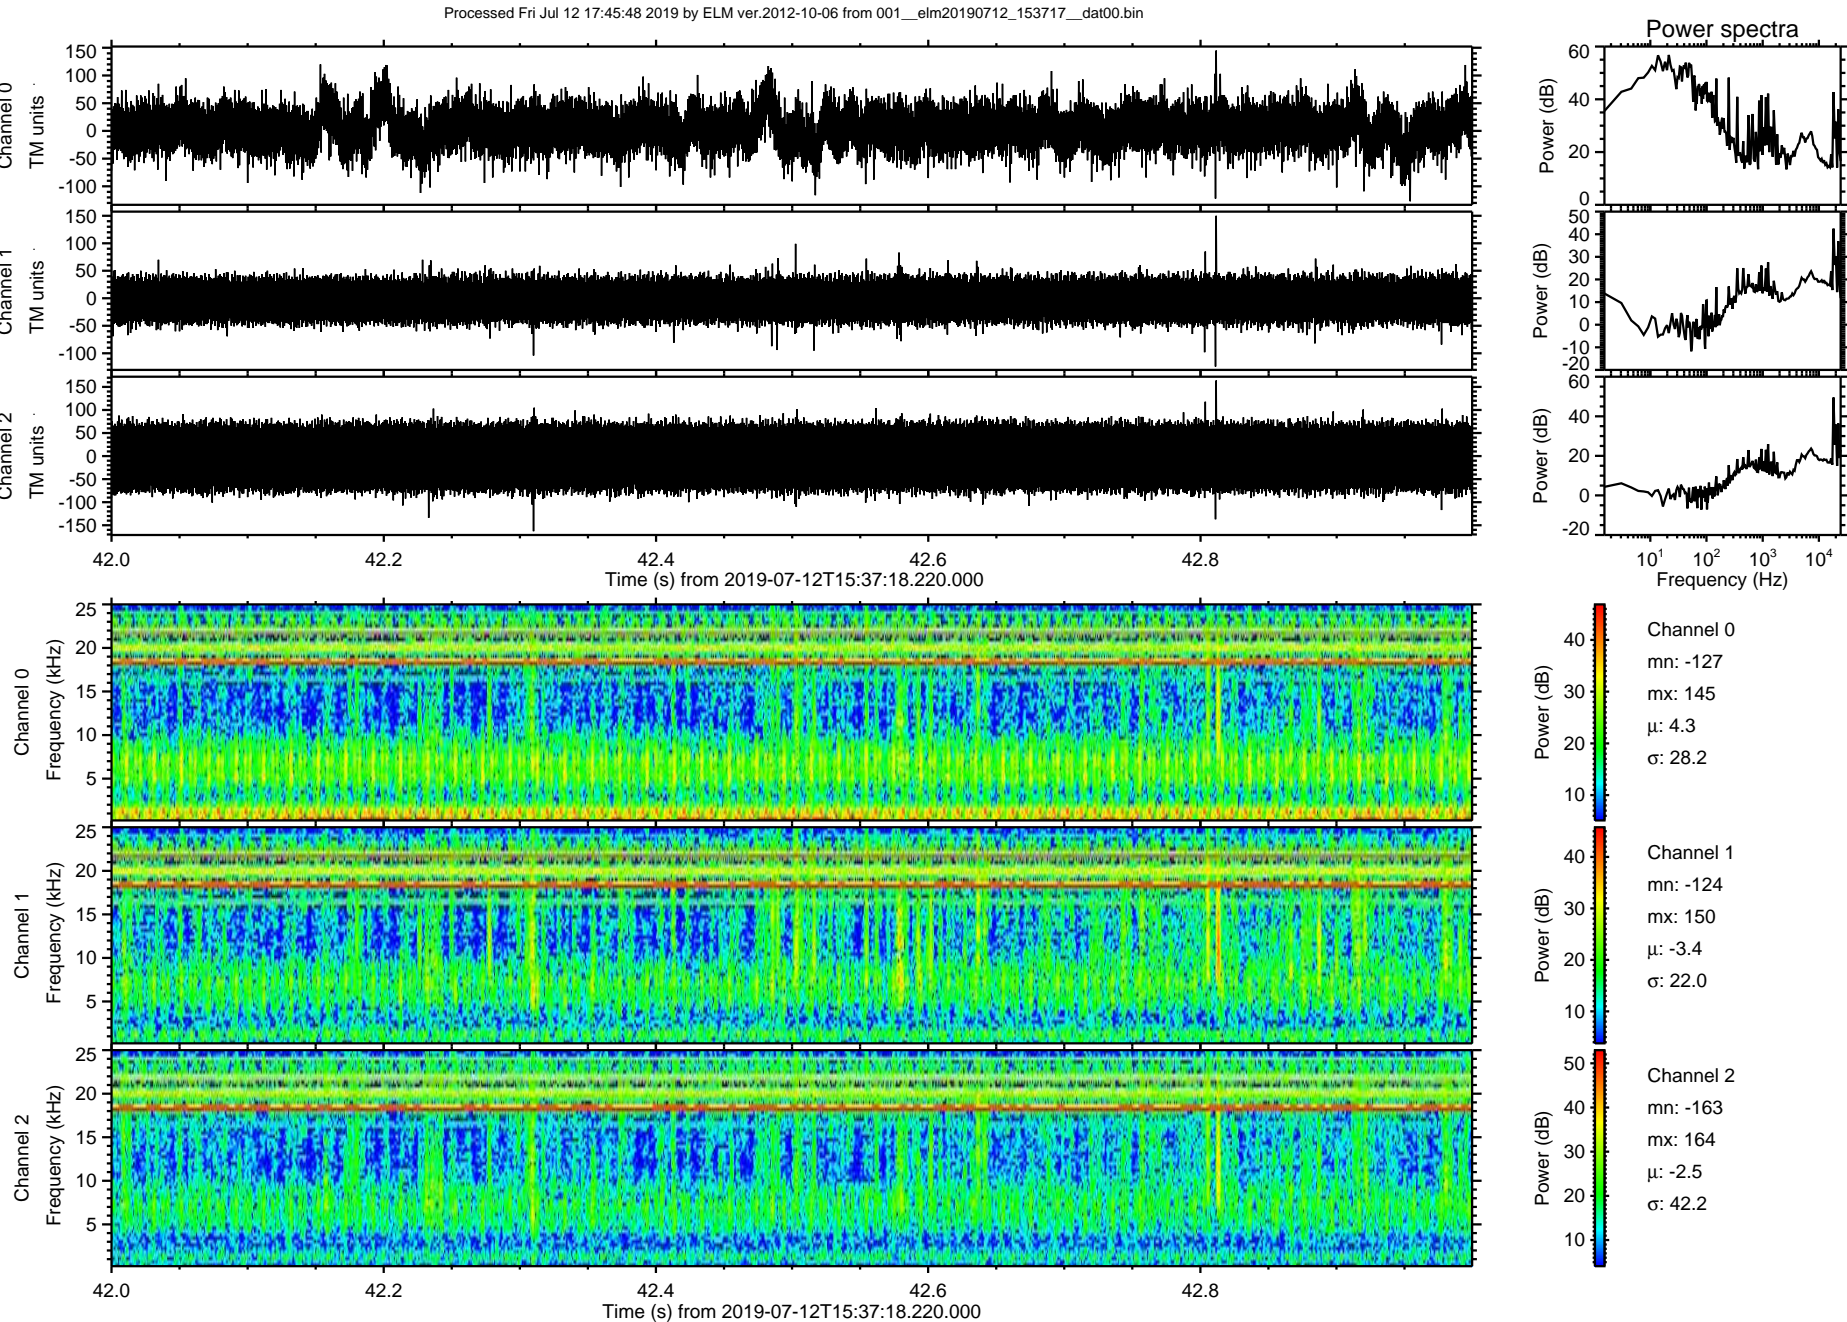 Processed Fri Jul 12 17:45:48 2019 by ELM ver.2012-10-06 from 001__elm20190712_153717__dat00.bin
Power spectra
Channel 0
TM units
150
100
50
0
-50
-100
Power (dB)
60
40
20
0
Channel 1
TM units
150
100
50
0
-50
-100
Power (dB)
50
40
30
20
10
0
-10
-20
Channel 2
TM units
150
100
50
0
-50
-100
-150
Power (dB)
60
40
20
0
-20
42.0 42.2 42.4 42.6 42.8
Time (s) from 2019-07-12T15:37:18.220.000
10^1 10^2 10^3 10^4
Frequency (Hz)
Channel 0
Frequency (kHz)
25
20
15
10
5
Power (dB)
40
30
20
10
Channel 0
mn: -127
mx: 145
μ: 4.3
σ: 28.2
Channel 1
Frequency (kHz)
25
20
15
10
5
Power (dB)
40
30
20
10
Channel 1
mn: -124
mx: 150
μ: -3.4
σ: 22.0
Channel 2
Frequency (kHz)
25
20
15
10
5
Power (dB)
50
40
30
20
10
Channel 2
mn: -163
mx: 164
μ: -2.5
σ: 42.2
42.0 42.2 42.4 42.6 42.8
Time (s) from 2019-07-12T15:37:18.220.000